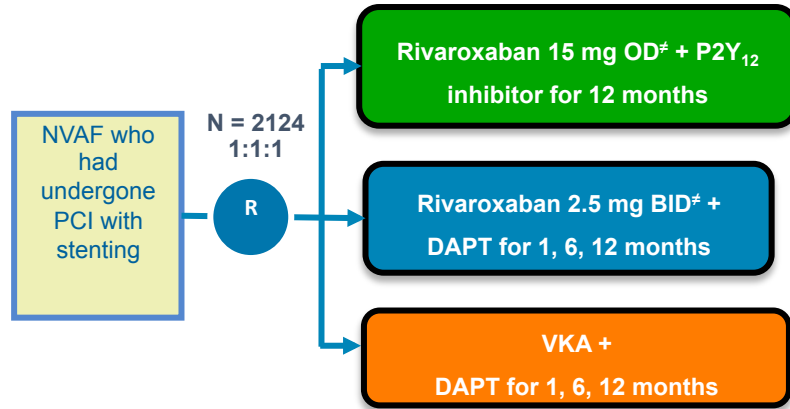 NVAF who
had
undergone
PCI with
stenting
N = 2124
1:1:1
R
Rivaroxaban 15 mg OD≠ + P2Y₁₂
inhibitor for 12 months
Rivaroxaban 2.5 mg BID≠ +
DAPT for 1, 6, 12 months
VKA +
DAPT for 1, 6, 12 months